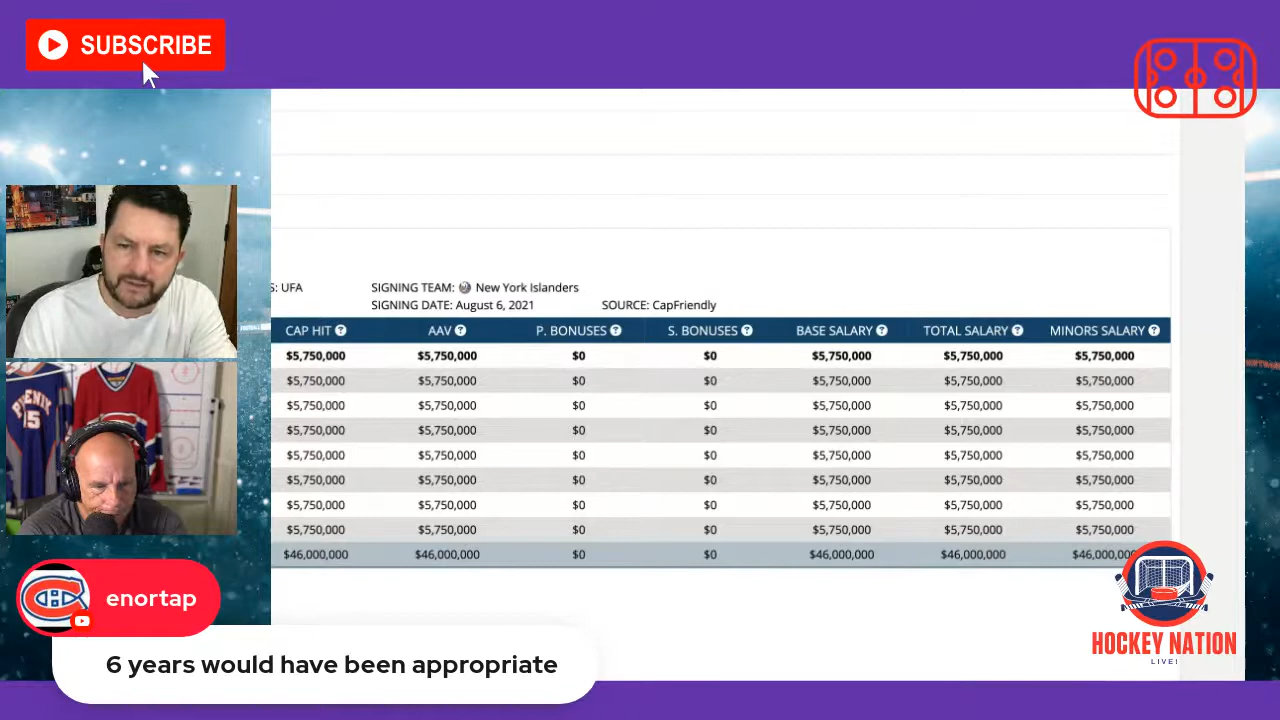 SUBSCRIBE
S: UFA SIGNING TEAM: New York Islanders
SIGNING DATE: August 6, 2021 SOURCE: CapFriendly
CAP HIT ? AAV ? P. BONUSES ? S. BONUSES ? BASE SALARY ? TOTAL SALARY ? MINORS SALARY ?
$5,750,000 $5,750,000 $0 $0 $5,750,000 $5,750,000 $5,750,000
$5,750,000 $5,750,000 $0 $0 $5,750,000 $5,750,000 $5,750,000
$5,750,000 $5,750,000 $0 $0 $5,750,000 $5,750,000 $5,750,000
$5,750,000 $5,750,000 $0 $0 $5,750,000 $5,750,000 $5,750,000
$5,750,000 $5,750,000 $0 $0 $5,750,000 $5,750,000 $5,750,000
$5,750,000 $5,750,000 $0 $0 $5,750,000 $5,750,000 $5,750,000
$5,750,000 $5,750,000 $0 $0 $5,750,000 $5,750,000 $5,750,000
$5,750,000 $5,750,000 $0 $0 $5,750,000 $5,750,000 $5,750,000
$46,000,000 $46,000,000 $0 $0 $46,000,000 $46,000,000 $46,000,000
enortap
6 years would have been appropriate
HOCKEY NATION
LIVE!